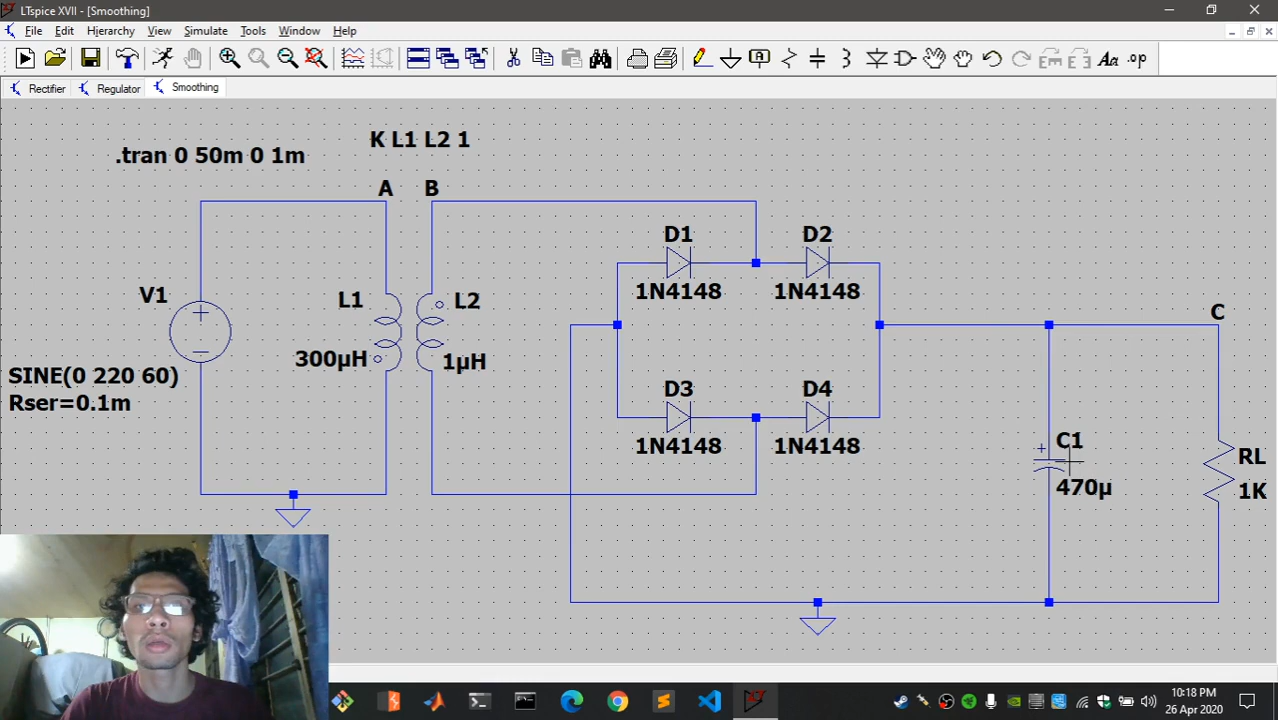 LTspice XVII - [Smoothing]
File Edit Hierarchy View Simulate Tools Window Help
Aa .op
Rectifier Regulator Smoothing
K L1 L2 1
.tran 0 50m 0 1m
A B
D1 D2
1N4148 1N4148
V1 L1 L2
C
300µH 1µH
SINE(0 220 60)
Rser=0.1m
D3 D4
1N4148 1N4148
C1
470µ
RL
1K
10:18 PM
26 Apr 2020